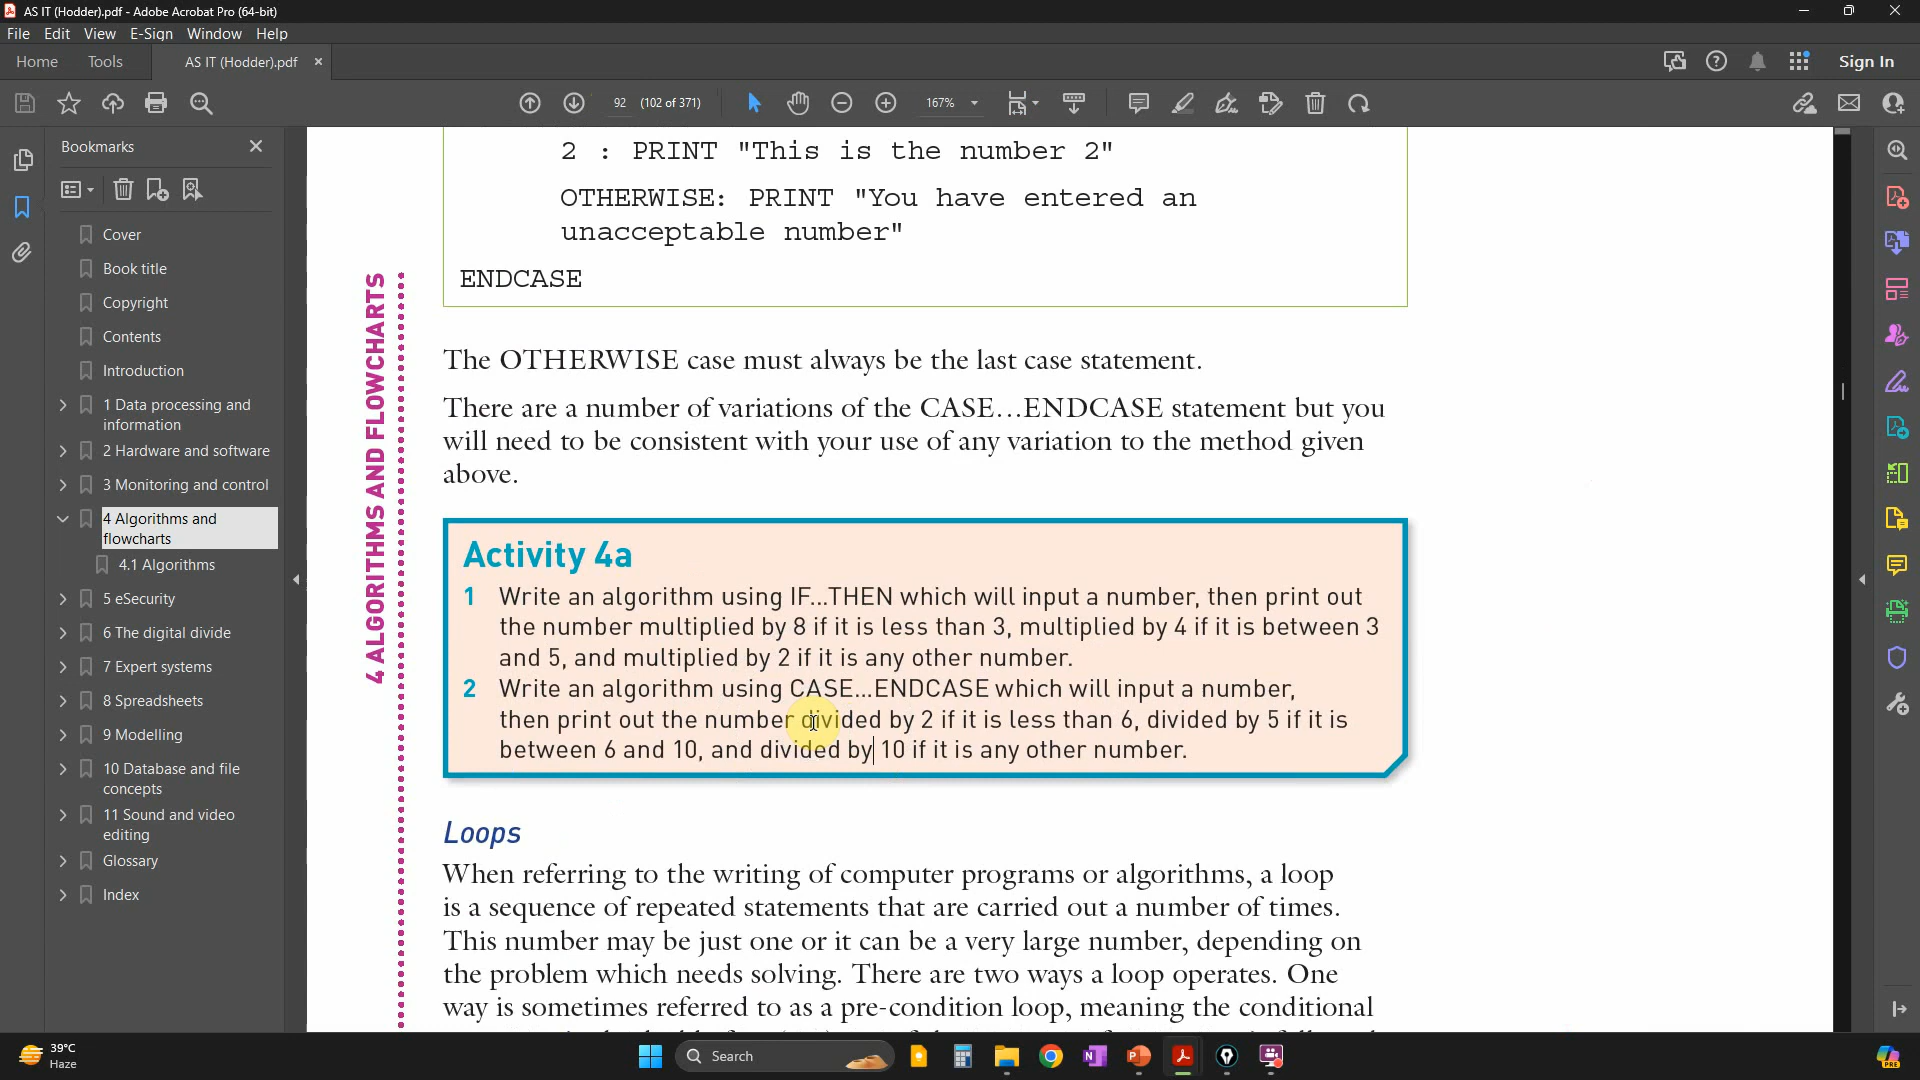 AS IT (Hodder).pdf - Adobe Acrobat Pro (64-bit)
File Edit View E-Sign Window Help
Home Tools AS IT (Hodder).pdf × Sign In
92 (102 of 371) 167%
Bookmarks
Cover
Book title
Copyright
Contents
Introduction
1 Data processing and
information
2 Hardware and software
3 Monitoring and control
4 Algorithms and
flowcharts
4.1 Algorithms
5 eSecurity
6 The digital divide
7 Expert systems
8 Spreadsheets
9 Modelling
10 Database and file
concepts
11 Sound and video
editing
Glossary
Index
4 ALGORITHMS AND FLOWCHARTS
2 : PRINT "This is the number 2"
OTHERWISE: PRINT "You have entered an
unacceptable number"
ENDCASE
The OTHERWISE case must always be the last case statement.
There are a number of variations of the CASE…ENDCASE statement but you
will need to be consistent with your use of any variation to the method given
above.
Activity 4a
1 Write an algorithm using IF…THEN which will input a number, then print out
the number multiplied by 8 if it is less than 3, multiplied by 4 if it is between 3
and 5, and multiplied by 2 if it is any other number.
2 Write an algorithm using CASE…ENDCASE which will input a number,
then print out the number divided by 2 if it is less than 6, divided by 5 if it is
between 6 and 10, and divided by 10 if it is any other number.
Loops
When referring to the writing of computer programs or algorithms, a loop
is a sequence of repeated statements that are carried out a number of times.
This number may be just one or it can be a very large number, depending on
the problem which needs solving. There are two ways a loop operates. One
way is sometimes referred to as a pre-condition loop, meaning the conditional
39°C
Haze
Search
PRE